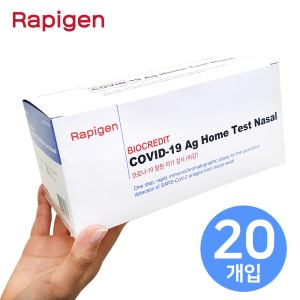 Rapigen
Rapigen
BIOCREDIT
COVID-19 Ag Home Test Nasal
코로나-19 항원 자가 검사 (비강)
One step, rapid, immunochromatographic assay for the qualitative
detection of SARS-CoV-2 antigen from nasal swab
20
개입